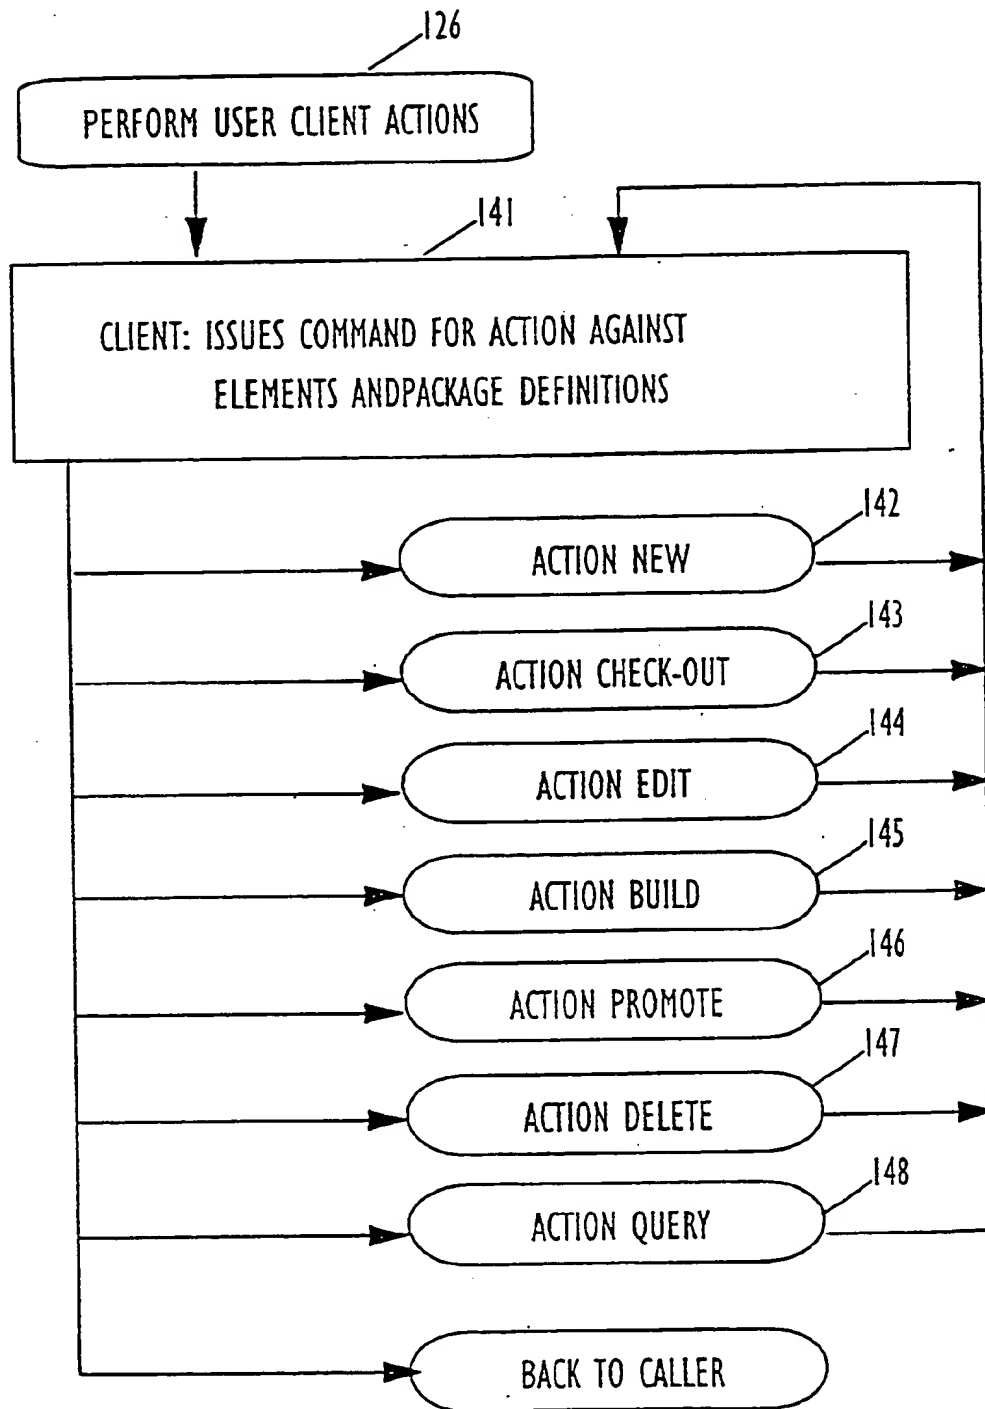 126
PERFORM USER CLIENT ACTIONS
141
CLIENT: ISSUES COMMAND FOR ACTION AGAINST
ELEMENTS ANDPACKAGE DEFINITIONS
142
ACTION NEW
143
ACTION CHECK-OUT
144
ACTION EDIT
145
ACTION BUILD
146
ACTION PROMOTE
147
ACTION DELETE
148
ACTION QUERY
BACK TO CALLER